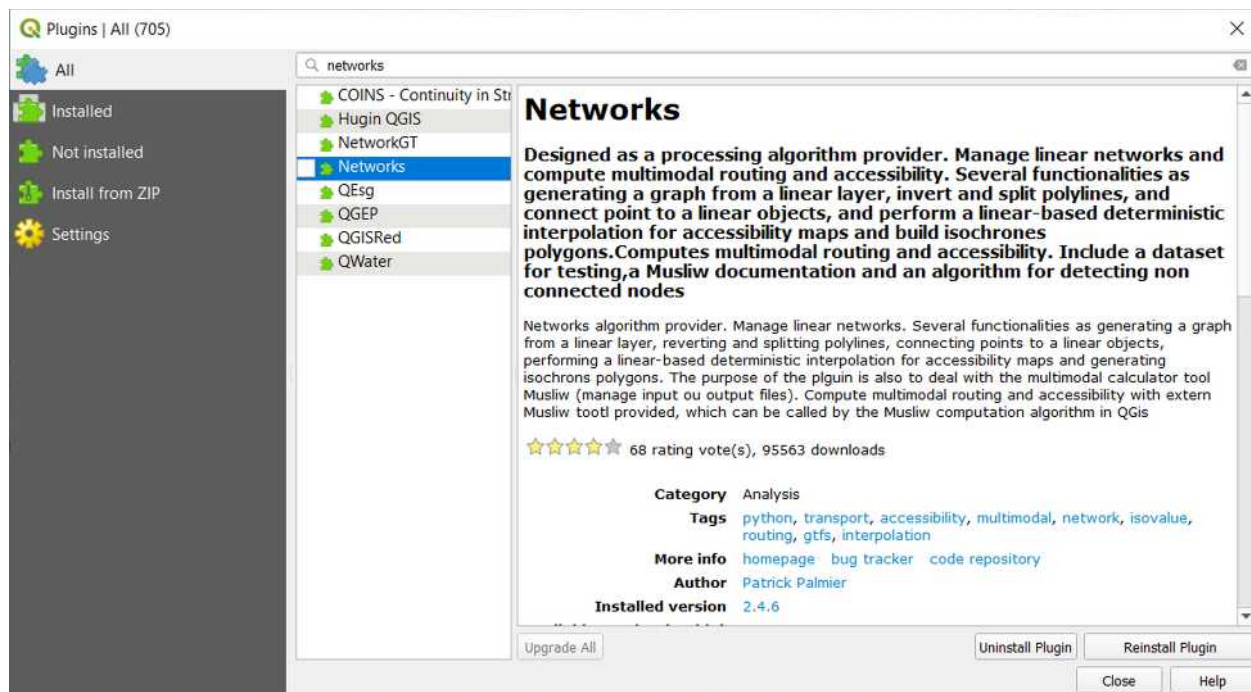 Plugins | All (705)
All
Installed
Not installed
Install from ZIP
Settings
networks
COINS - Continuity in Str
Hugin QGIS
NetworkGT
Networks
QEsg
QGEP
QGISRed
QWater
Networks
Designed as a processing algorithm provider. Manage linear networks and
compute multimodal routing and accessibility. Several functionalities as
generating a graph from a linear layer, invert and split polylines, and
connect point to a linear objects, and perform a linear-based deterministic
interpolation for accessibility maps and build isochrones
polygons.Computes multimodal routing and accessibility. Include a dataset
for testing,a Musliw documentation and an algorithm for detecting non
connected nodes
Networks algorithm provider. Manage linear networks. Several functionalities as generating a graph
from a linear layer, reverting and splitting polylines, connecting points to a linear objects,
performing a linear-based deterministic interpolation for accessibility maps and generating
isochrons polygons. The purpose of the plguin is also to deal with the multimodal calculator tool
Musliw (manage input ou output files). Compute multimodal routing and accessibility with extern
Musliw tootl provided, which can be called by the Musliw computation algorithm in QGis
68 rating vote(s), 95563 downloads
Category Analysis
Tags python, transport, accessibility, multimodal, network, isovalue,
routing, gtfs, interpolation
More info homepage bug tracker code repository
Author Patrick Palmier
Installed version 2.4.6
Upgrade All Uninstall Plugin Reinstall Plugin
Close Help